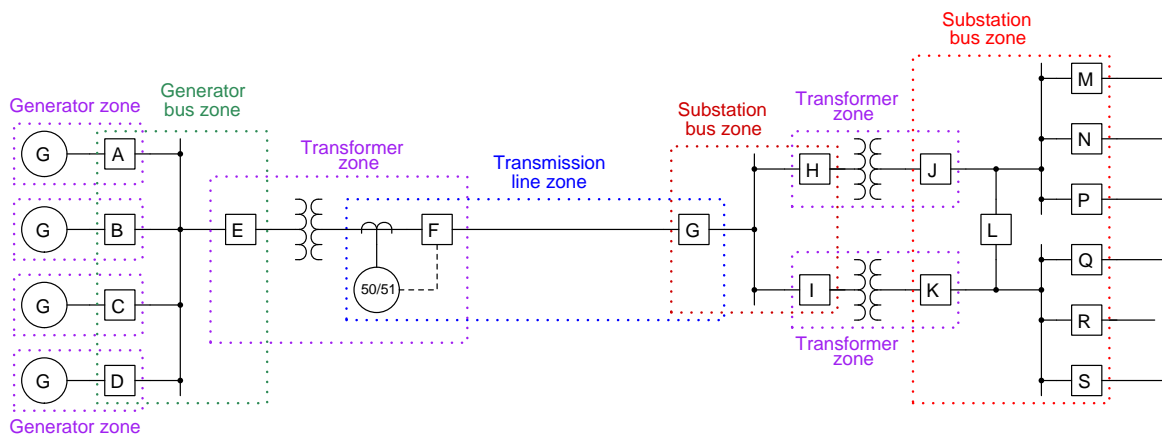 Substation
bus zone
Generator zone
Generator
bus zone
Transformer
zone
Transmission
line zone
Substation
bus zone
Transformer
zone
G
A
G
B
G
C
G
D
Generator zone
E
50/51
F
G
H
I
J
K
L
Transformer
zone
M
N
P
Q
R
S